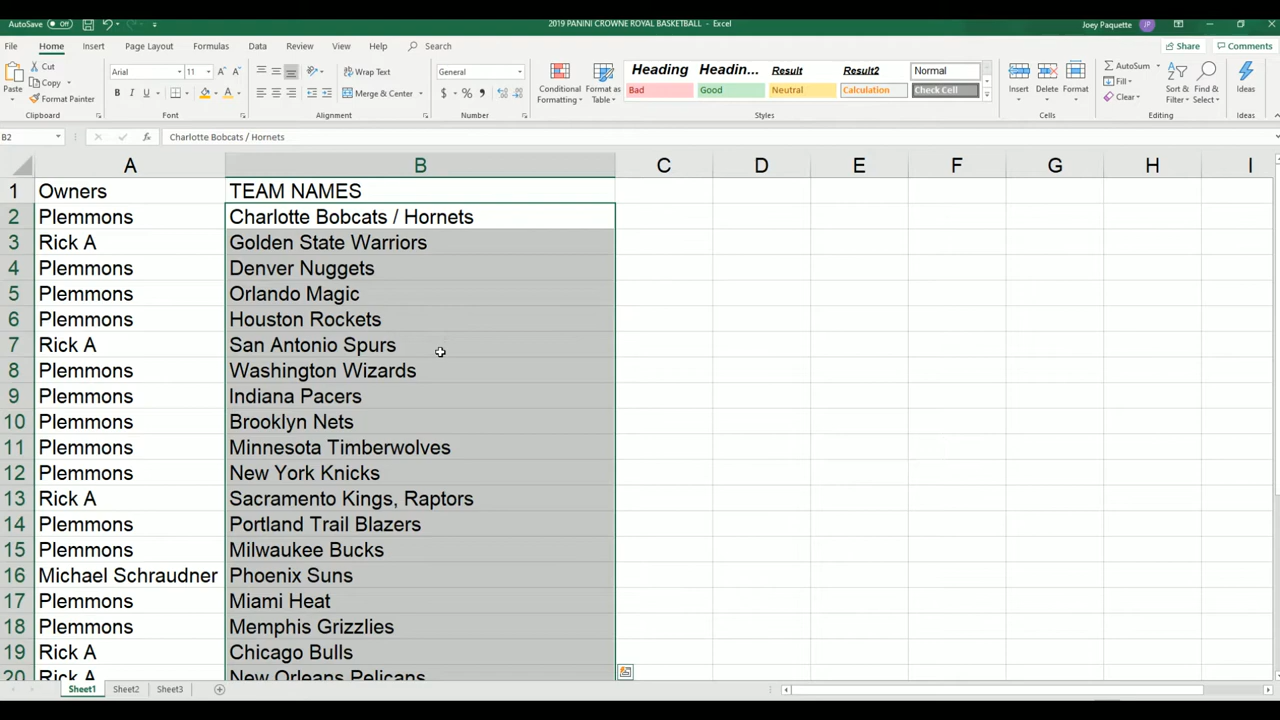 AutoSave Off 2019 PANINI CROWNE ROYAL BASKETBALL - Excel Joey Paquette JP
File Home Insert Page Layout Formulas Data Review View Help Search Share Comments
Paste Cut Copy Format Painter Clipboard
Arial 11 B I U Font
Wrap Text Merge & Center Alignment
General $ % Number
Conditional Formatting Format as Table
Heading Headin... Result Result2 Normal
Bad Good Neutral Calculation Check Cell
Styles
Insert Delete Format Cells
AutoSum Fill Clear Sort & Filter Find & Select Editing
Ideas Ideas
B2 fx Charlotte Bobcats / Hornets
A B C D E F G H I
1 Owners TEAM NAMES
2 Plemmons Charlotte Bobcats / Hornets
3 Rick A Golden State Warriors
4 Plemmons Denver Nuggets
5 Plemmons Orlando Magic
6 Plemmons Houston Rockets
7 Rick A San Antonio Spurs
8 Plemmons Washington Wizards
9 Plemmons Indiana Pacers
10 Plemmons Brooklyn Nets
11 Plemmons Minnesota Timberwolves
12 Plemmons New York Knicks
13 Rick A Sacramento Kings, Raptors
14 Plemmons Portland Trail Blazers
15 Plemmons Milwaukee Bucks
16 Michael Schraudner Phoenix Suns
17 Plemmons Miami Heat
18 Plemmons Memphis Grizzlies
19 Rick A Chicago Bulls
20 Rick A New Orleans Pelicans
Sheet1 Sheet2 Sheet3